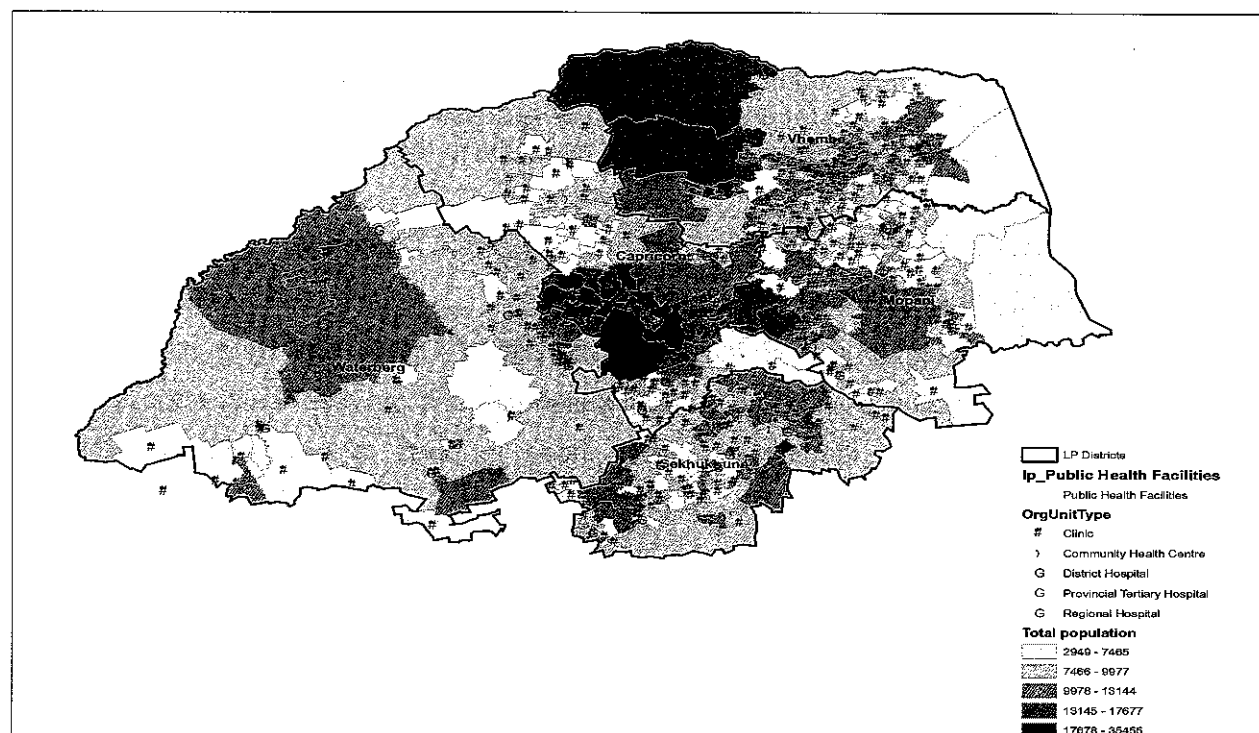 Vhembe
Capricorn
Mopani
Waterberg
Sekhukhune
LP Districts
lp_Public Health Facilities
Public Health Facilities
OrgUnitType
# Clinic
Community Health Centre
G District Hospital
G Provincial Tertiary Hospital
G Regional Hospital
Total population
2949 - 7465
7466 - 9977
9978 - 13144
13145 - 17677
17678 - 35455